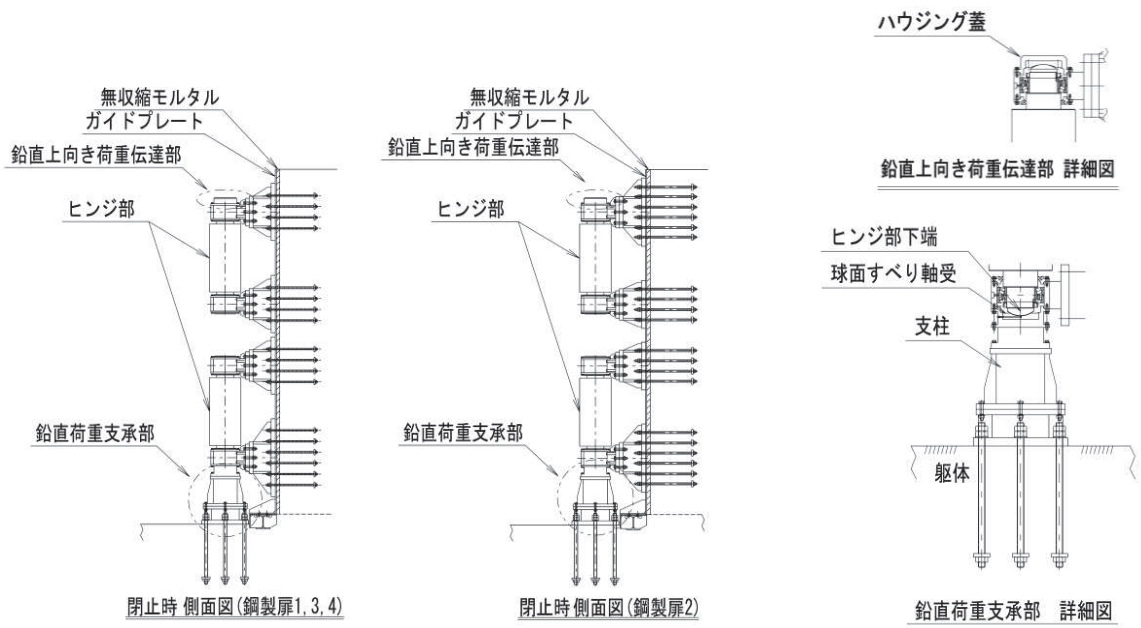 無収縮モルタル
ガイドプレート
鉛直上向き荷重伝達部
ヒンジ部
鉛直荷重支承部
閉止時 側面図(鋼製扉1,3,4)
無収縮モルタル
ガイドプレート
鉛直上向き荷重伝達部
ヒンジ部
鉛直荷重支承部
閉止時 側面図(鋼製扉2)
ハウジング蓋
鉛直上向き荷重伝達部 詳細図
ヒンジ部下端
球面すべり軸受
支柱
躯体
鉛直荷重支承部 詳細図